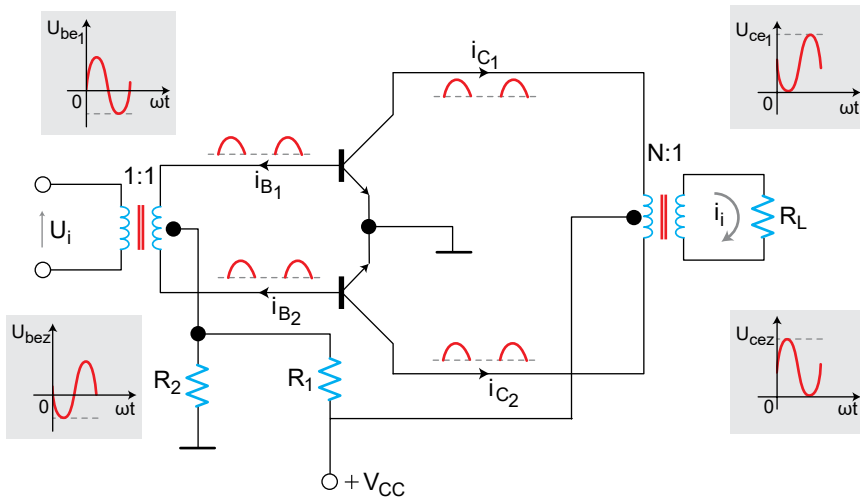 U be1
0
ωt
iC1
Uce1
0
ωt
1:1
iB1
N:1
Ui
ii
RL
iB2
Ubez
0
ωt
R2
R1
iC2
Ucez
0
ωt
+ VCC